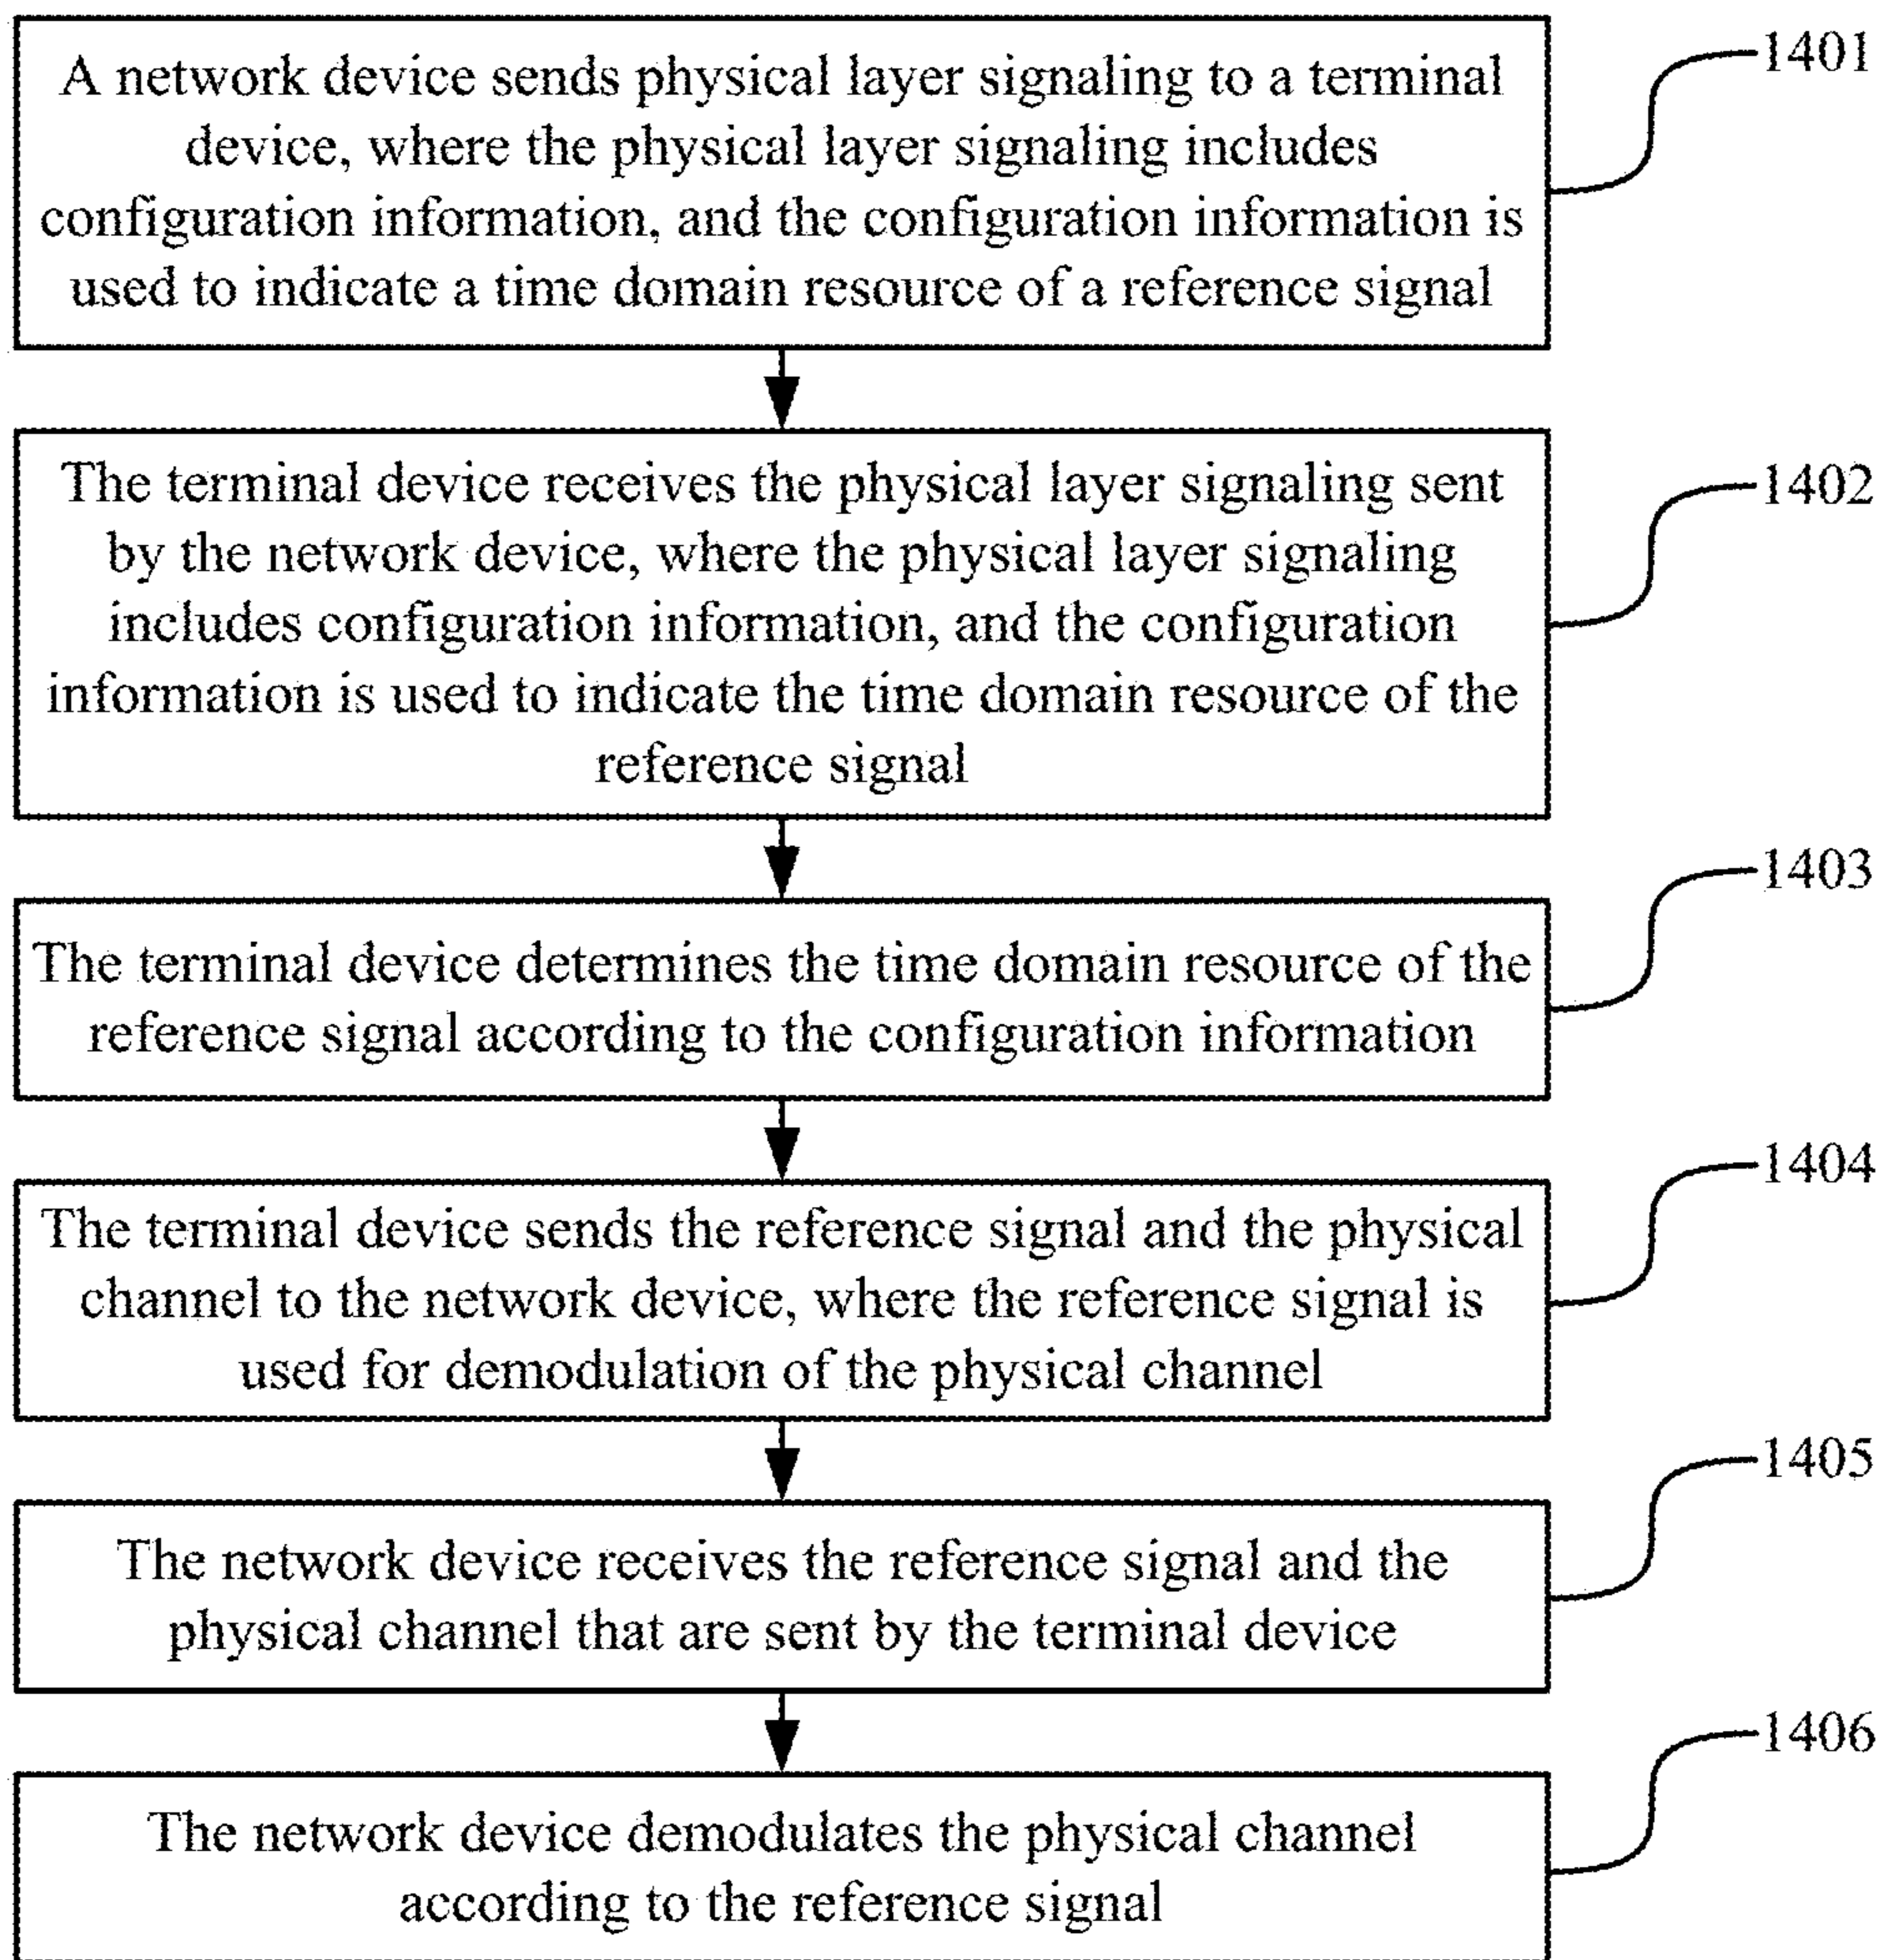 A network device sends physical layer signaling to a terminal
device, where the physical layer signaling includes
configuration information, and the configuration information is
used to indicate a time domain resource of a reference signal
1401
The terminal device receives the physical layer signaling sent
by the network device, where the physical layer signaling
includes configuration information, and the configuration
information is used to indicate the time domain resource of the
reference signal
1402
The terminal device determines the time domain resource of the
reference signal according to the configuration information
1403
The terminal device sends the reference signal and the physical
channel to the network device, where the reference signal is
used for demodulation of the physical channel
1404
The network device receives the reference signal and the
physical channel that are sent by the terminal device
1405
The network device demodulates the physical channel
according to the reference signal
1406